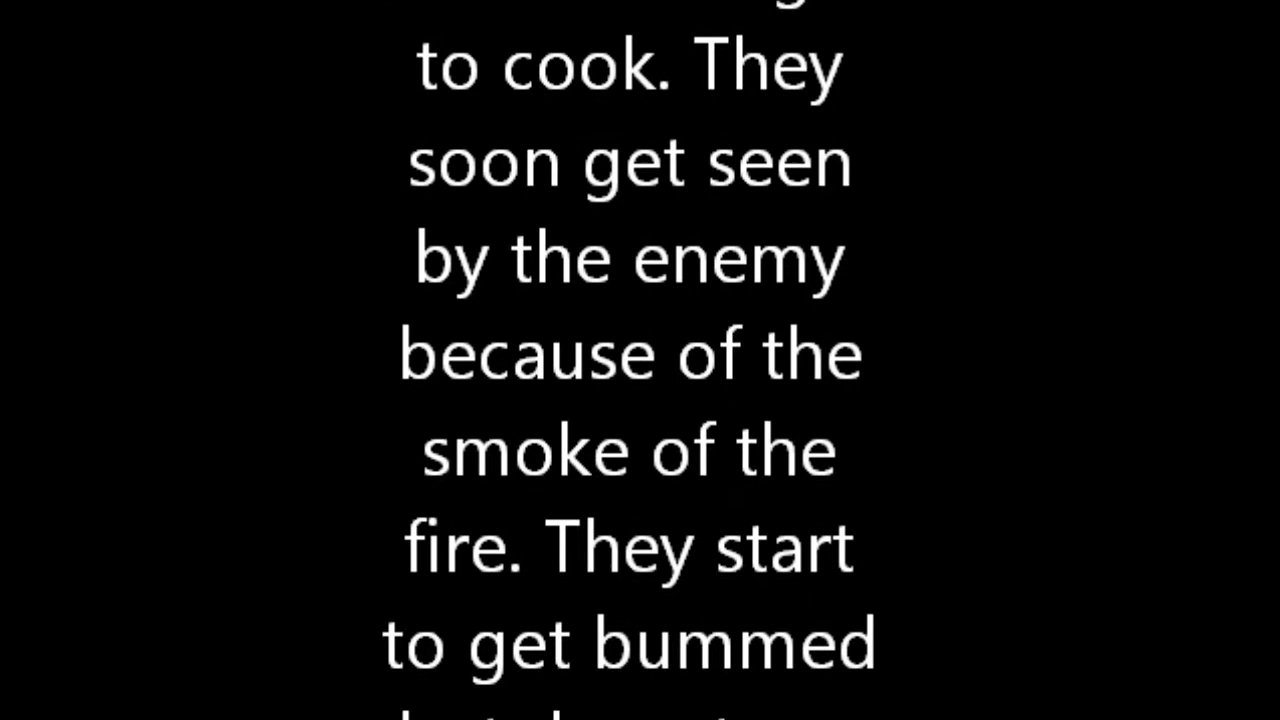 to cook. They
soon get seen
by the enemy
because of the
smoke of the
fire. They start
to get bummed